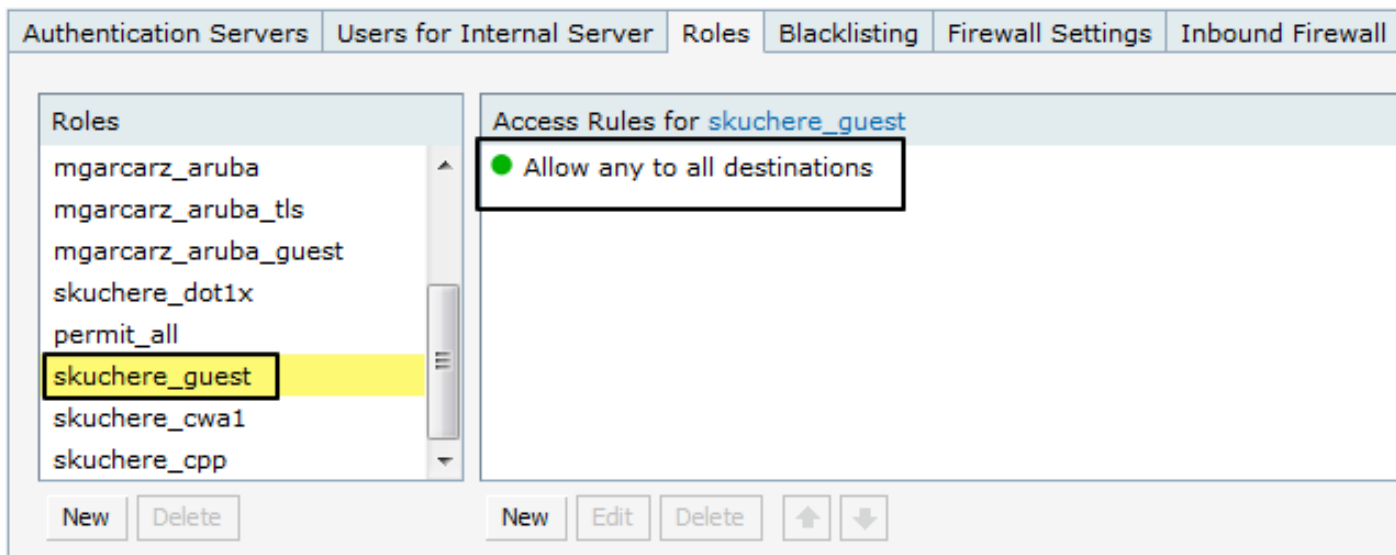 Authentication Servers Users for Internal Server Roles Blacklisting Firewall Settings Inbound Firewall
Roles
mgarcarz_aruba
mgarcarz_aruba_tls
mgarcarz_aruba_guest
skuchere_dot1x
permit_all
skuchere_guest
skuchere_cwa1
skuchere_cpp
New Delete
Access Rules for skuchere_guest
Allow any to all destinations
New Edit Delete